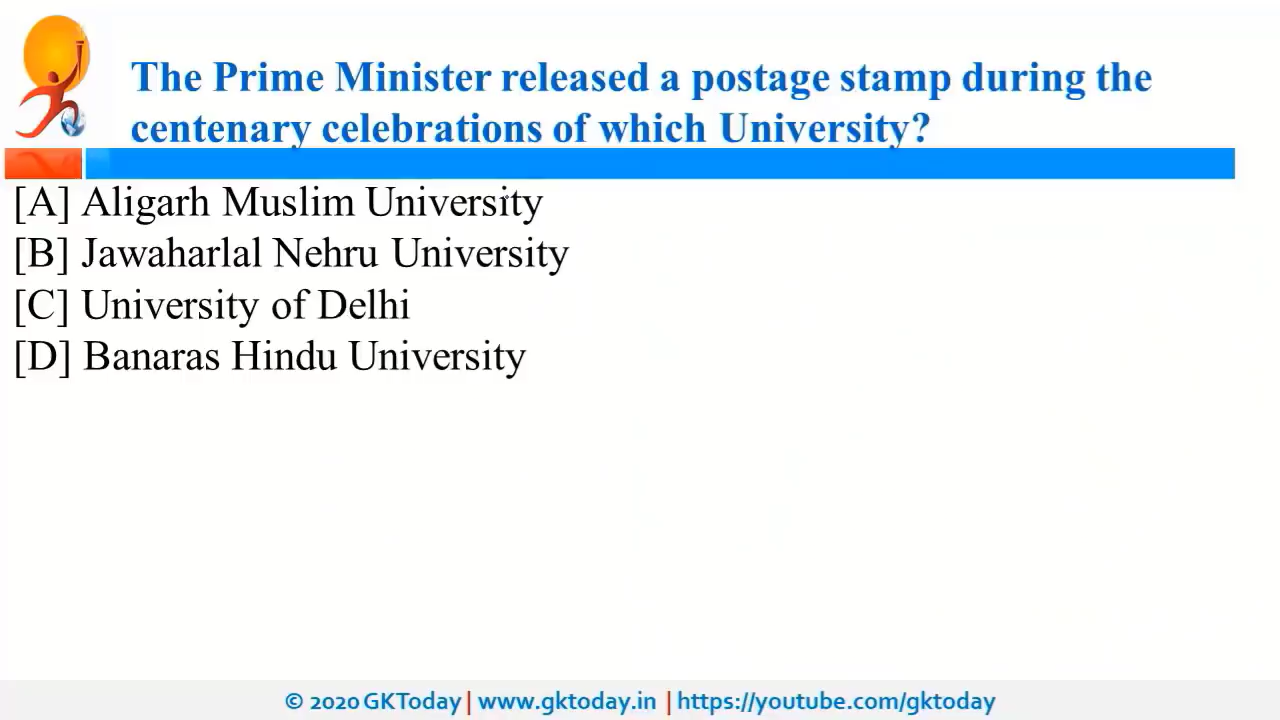 The Prime Minister released a postage stamp during the
centenary celebrations of which University?
[A] Aligarh Muslim University
[B] Jawaharlal Nehru University
[C] University of Delhi
[D] Banaras Hindu University
© 2020 GKToday | www.gktoday.in | https://youtube.com/gktoday